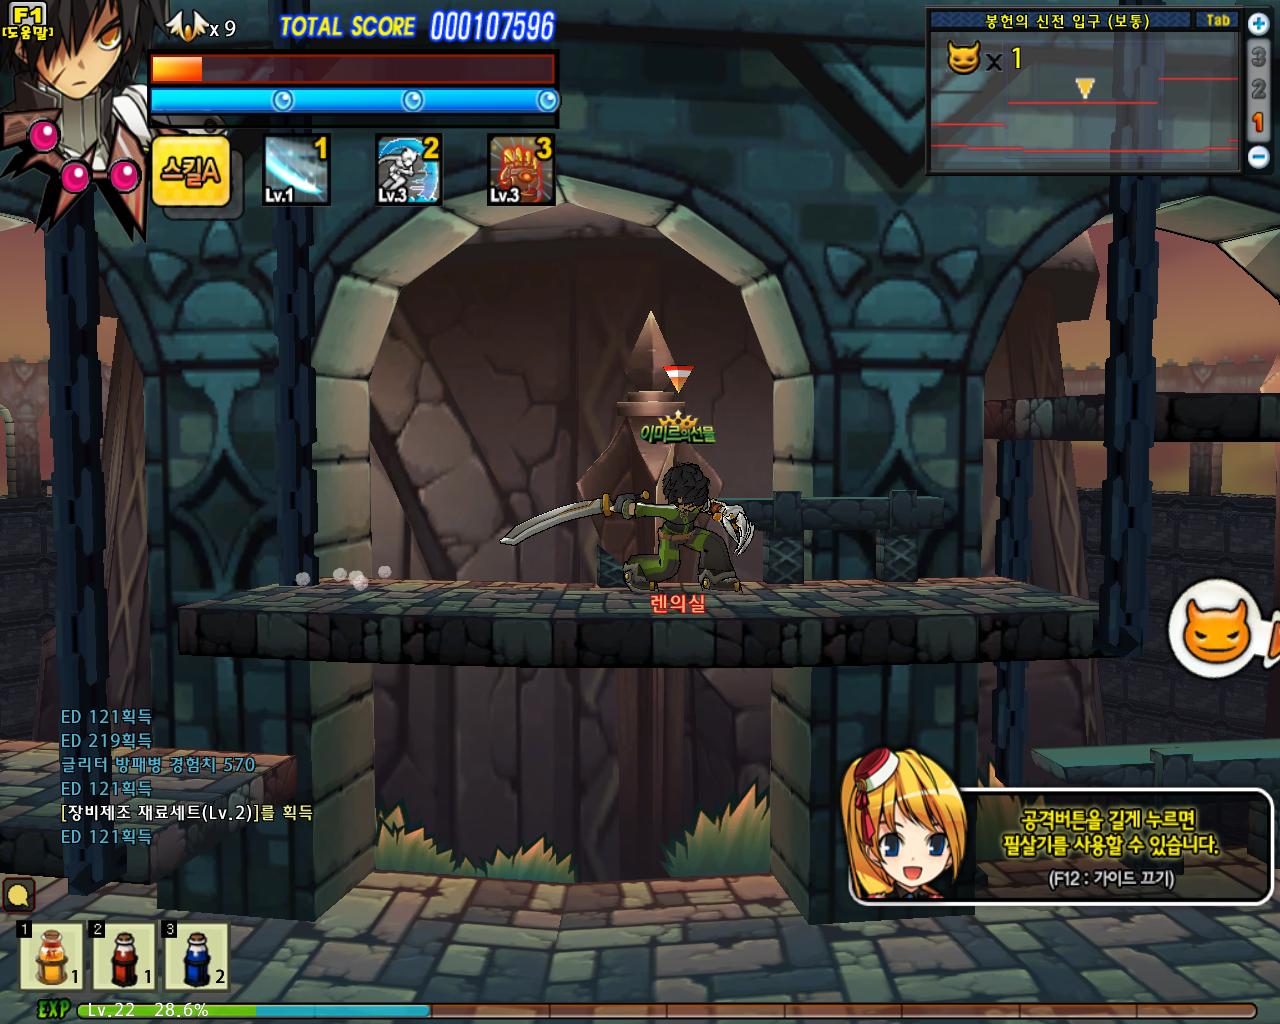 F1
[도움말]
x 9
TOTAL SCORE 000107596
스킬A
1
Lv.1
2
Lv.3
3
Lv.3
봉헌의 신전 입구 (보통)
Tab
x 1
3
2
1
이미르의선물
렌의실
ED 121획득
ED 219획득
글리터 방패병 경험치 570
ED 121획득
[장비제조 재료세트(Lv.2)]를 획득
ED 121획득
공격버튼을 길게 누르면
필살기를 사용할 수 있습니다.
(F12 : 가이드 끄기)
1 1
2 1
3 2
EXP Lv.22 28.6%